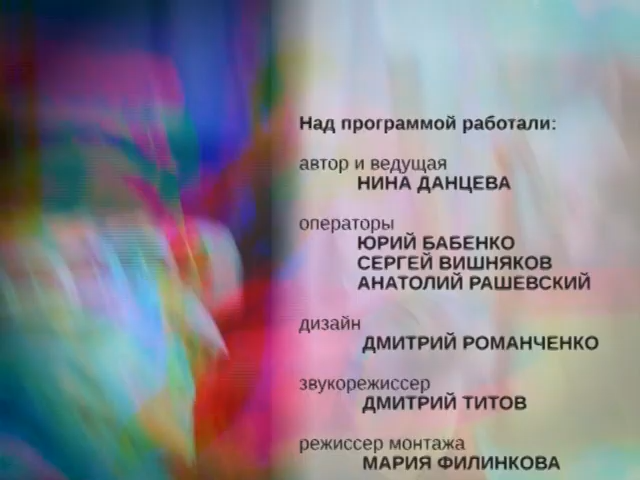 Над программой работали:
автор и ведущая
НИНА ДАНЦЕВА
операторы
ЮРИЙ БАБЕНКО
СЕРГЕЙ ВИШНЯКОВ
АНАТОЛИЙ РАШЕВСКИЙ
дизайн
ДМИТРИЙ РОМАНЧЕНКО
звукорежиссер
ДМИТРИЙ ТИТОВ
режиссер монтажа
МАРИЯ ФИЛИНКОВА